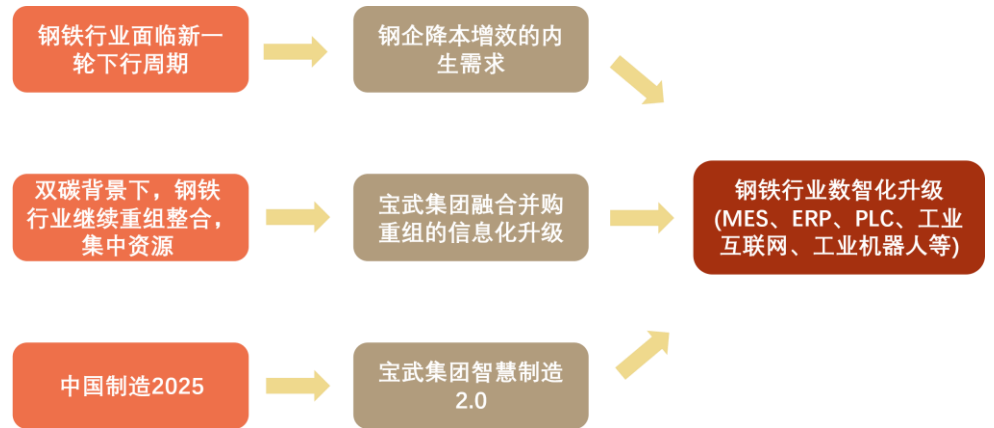 钢铁行业面临新一
轮下行周期
钢企降本增效的内
生需求
双碳背景下，钢铁
行业继续重组整合，
集中资源
宝武集团融合并购
重组的信息化升级
钢铁行业数智化升级
(MES、ERP、PLC、工业
互联网、工业机器人等)
中国制造2025
宝武集团智慧制造
2.0